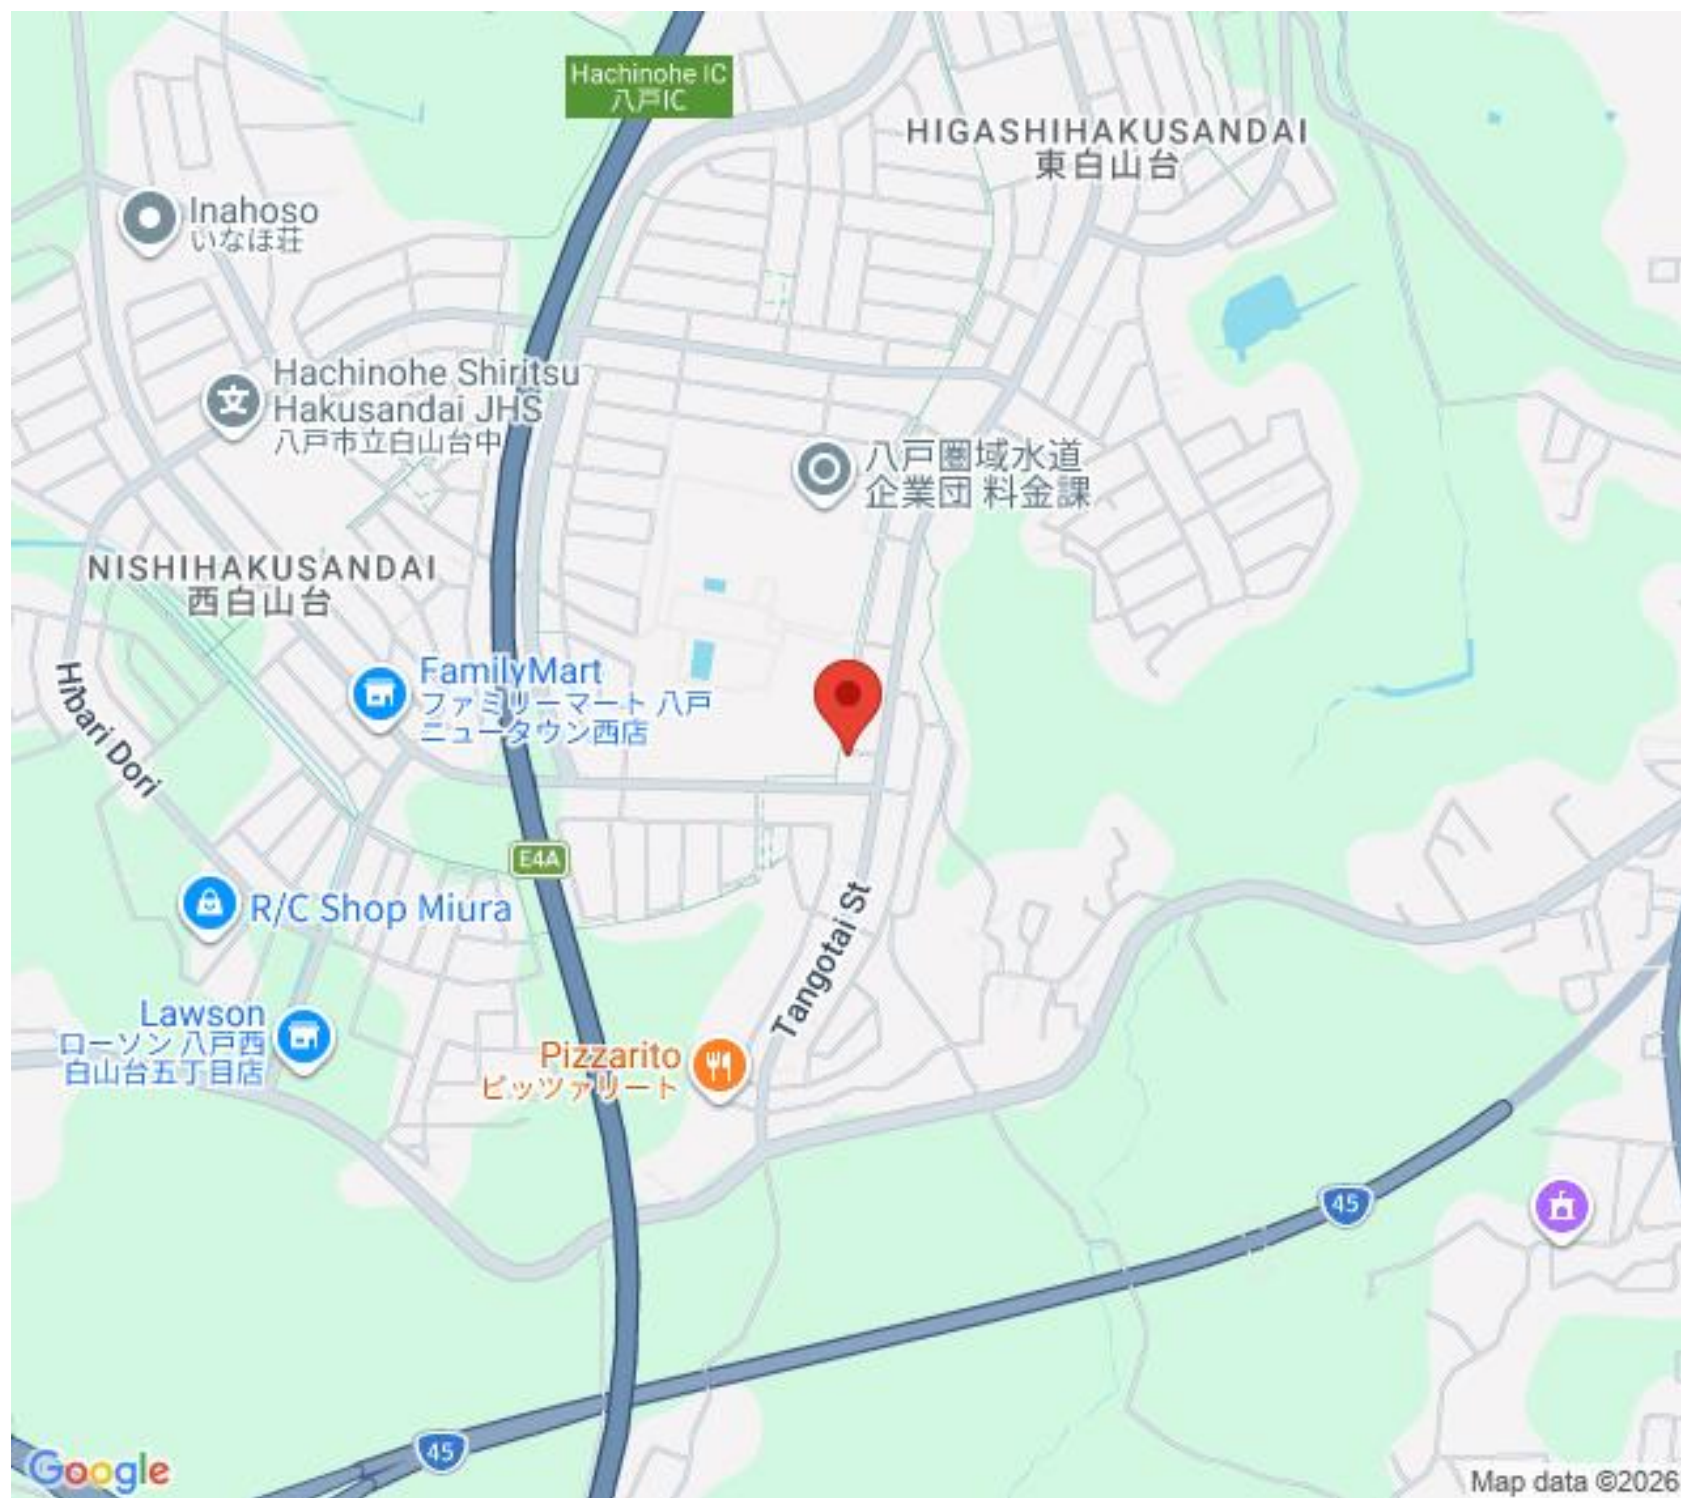 Hachinohe IC
八戸IC
HIGASHIHAKUSANDAI
東白山台
Inahoso
いなほ荘
Hachinohe Shiritsu
Hakusandai JHS
八戸市立白山台中
文
八戸圏域水道
企業団 料金課
NISHIHAKUSANDAI
西白山台
FamilyMart
ファミリーマート 八戸
ニュータウン西店
Hibari Dori
E4A
R/C Shop Miura
Tangotai St
Lawson
ローソン 八戸西
白山台五丁目店
Pizzarito
ピッツァリート
45
45
Google
Map data ©2026